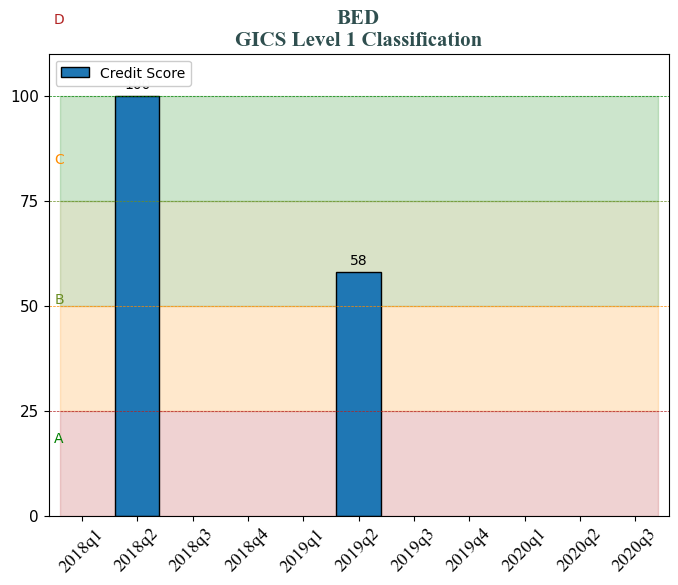 D
BED
GICS Level 1 Classification
Credit Score
100
C
58
B
A
100
75
50
25
0
2018q1
2018q2
2018q3
2018q4
2019q1
2019q2
2019q3
2019q4
2020q1
2020q2
2020q3